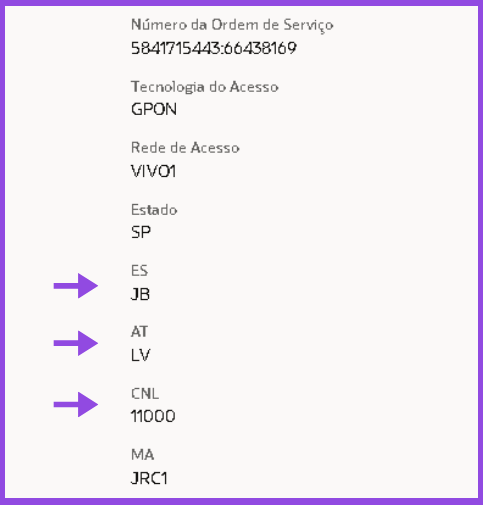 Número da Ordem de Serviço
5841715443:66438169
Tecnologia do Acesso
GPON
Rede de Acesso
VIVO1
Estado
SP
ES
JB
AT
LV
CNL
11000
MA
JRC1